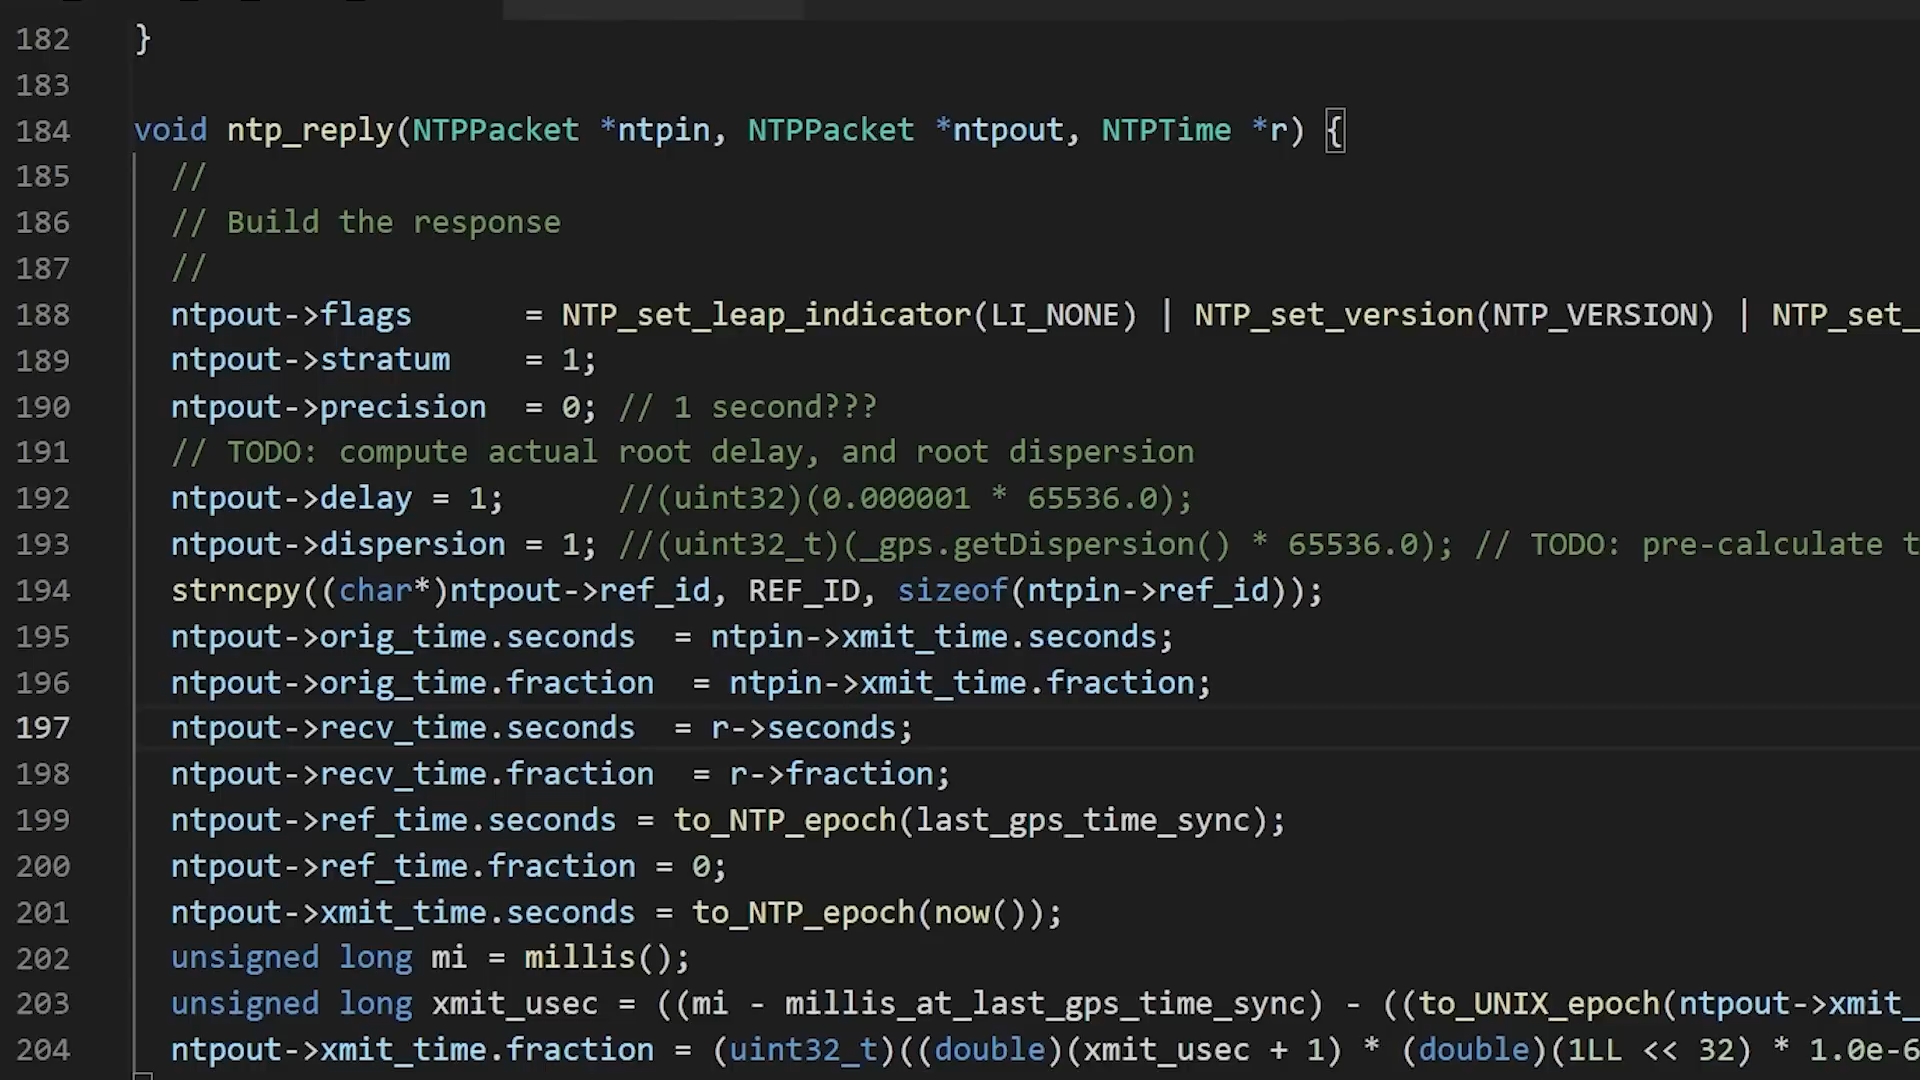 182 }
183
184 void ntp_reply(NTPPacket *ntpin, NTPPacket *ntpout, NTPTime *r) {
185 //
186 // Build the response
187 //
188 ntpout->flags = NTP_set_leap_indicator(LI_NONE) | NTP_set_version(NTP_VERSION) | NTP_set_
189 ntpout->stratum = 1;
190 ntpout->precision = 0; // 1 second???
191 // TODO: compute actual root delay, and root dispersion
192 ntpout->delay = 1; //(uint32)(0.000001 * 65536.0);
193 ntpout->dispersion = 1; //(uint32_t)(_gps.getDispersion() * 65536.0); // TODO: pre-calculate t
194 strncpy((char*)ntpout->ref_id, REF_ID, sizeof(ntpin->ref_id));
195 ntpout->orig_time.seconds = ntpin->xmit_time.seconds;
196 ntpout->orig_time.fraction = ntpin->xmit_time.fraction;
197 ntpout->recv_time.seconds = r->seconds;
198 ntpout->recv_time.fraction = r->fraction;
199 ntpout->ref_time.seconds = to_NTP_epoch(last_gps_time_sync);
200 ntpout->ref_time.fraction = 0;
201 ntpout->xmit_time.seconds = to_NTP_epoch(now());
202 unsigned long mi = millis();
203 unsigned long xmit_usec = ((mi - millis_at_last_gps_time_sync) - ((to_UNIX_epoch(ntpout->xmit_
204 ntpout->xmit_time.fraction = (uint32_t)((double)(xmit_usec + 1) * (double)(1LL << 32) * 1.0e-6